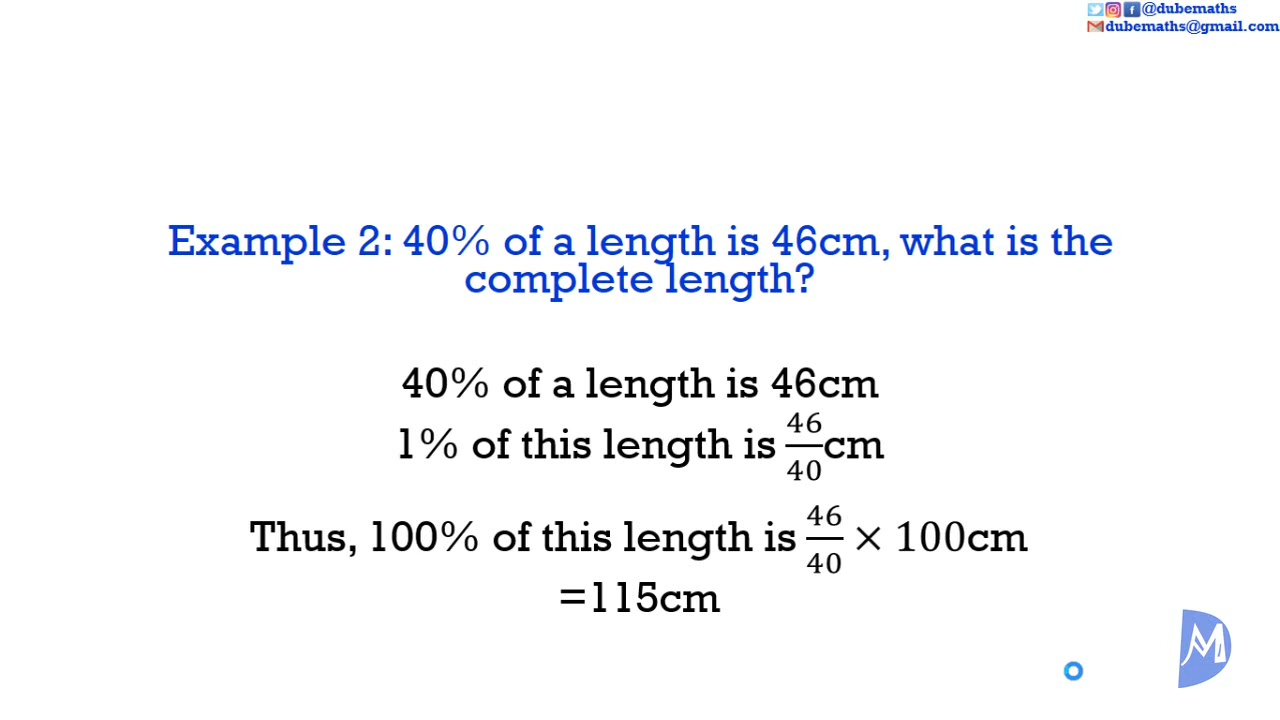 @dubemaths
dubemaths@gmail.com
Example 2: 40% of a length is 46cm, what is the
complete length?
40% of a length is 46cm
1% of this length is 46/40cm
Thus, 100% of this length is 46/40 × 100cm
=115cm
M